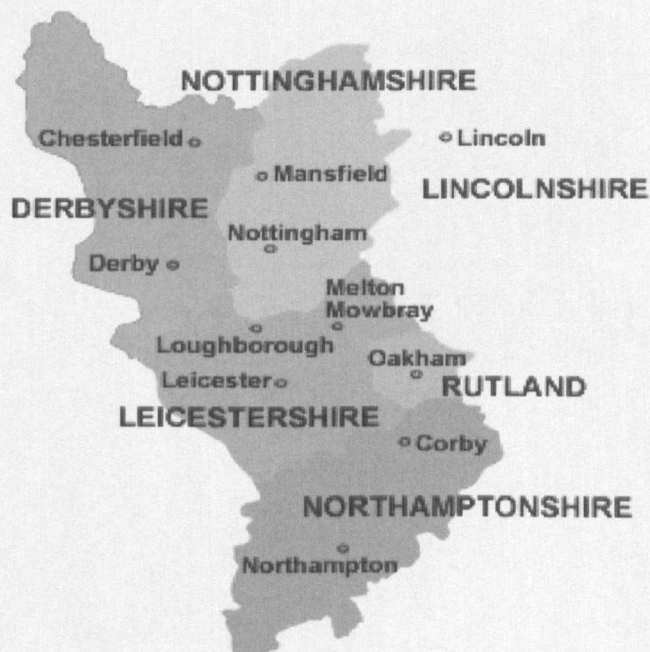 NOTTINGHAMSHIRE
Chesterfield
Lincoln
Mansfield
LINCOLNSHIRE
DERBYSHIRE
Nottingham
Derby
Melton
Mowbray
Loughborough
Oakham
Leicester
RUTLAND
LEICESTERSHIRE
Corby
NORTHAMPTONSHIRE
Northampton